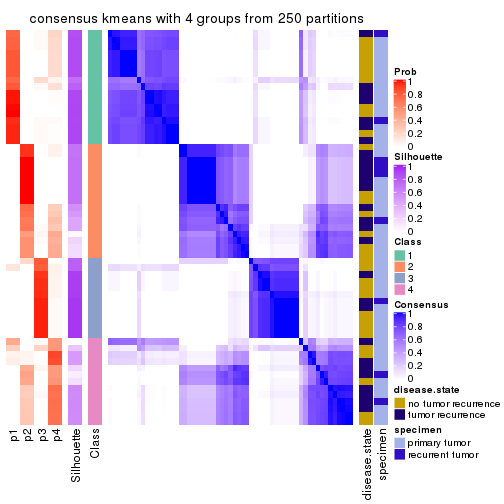 consensus kmeans with 4 groups from 250 partitions
Prob
1
0.8
0.6
0.4
0.2
0
Silhouette
1
0.8
0.6
0.4
0.2
0
Class
1
2
3
4
Consensus
1
0.8
0.6
0.4
0.2
0
disease.state
no tumor recurrence
tumor recurrence
specimen
primary tumor
recurrent tumor
p1
p2
p3
p4
Silhouette
Class
disease.state
specimen